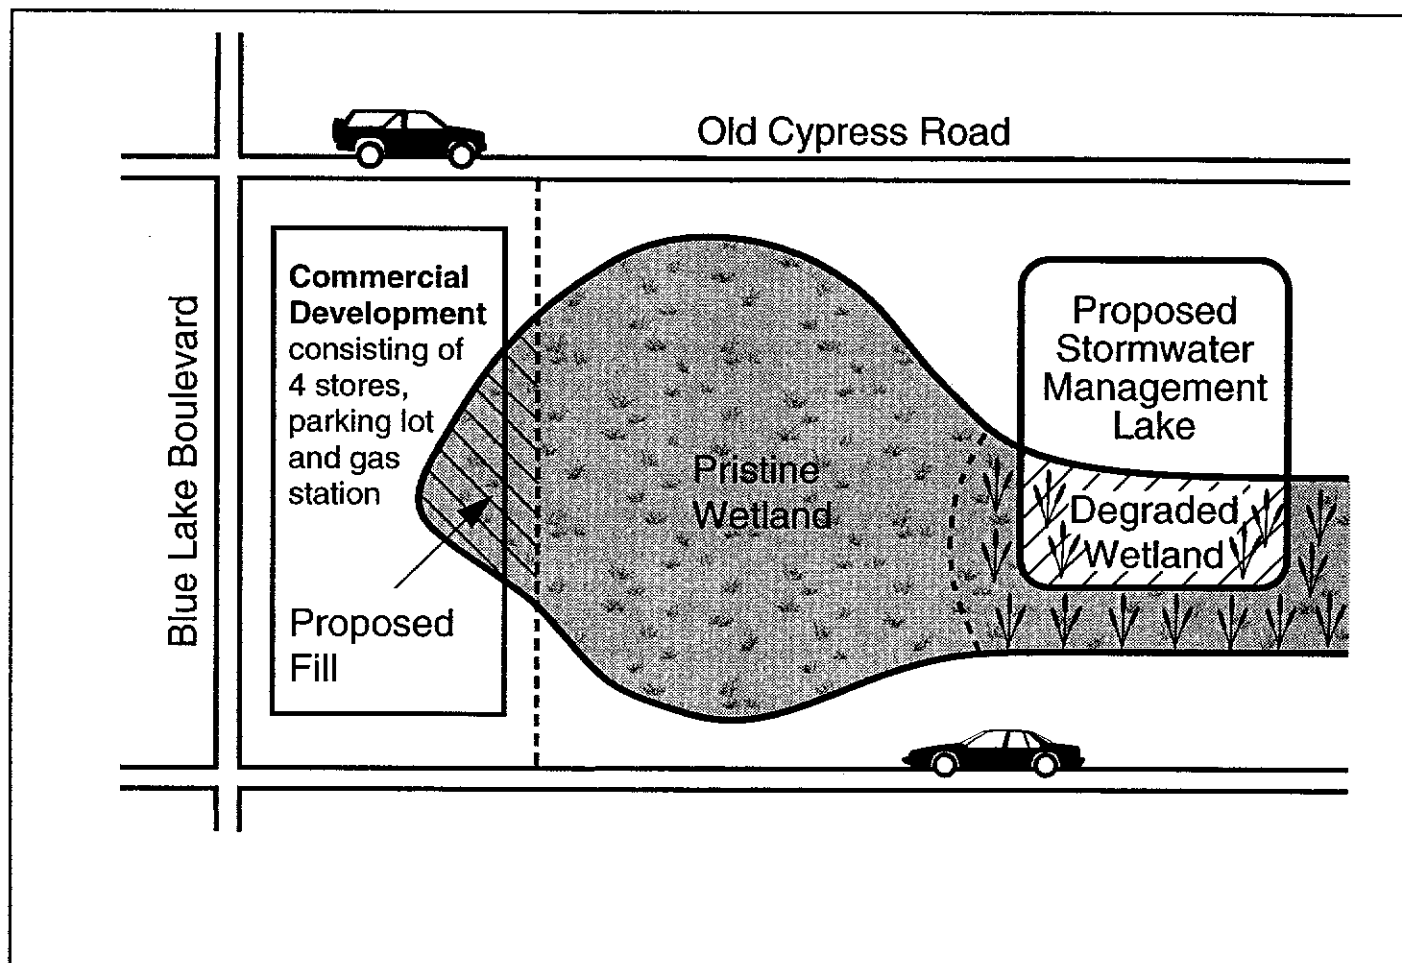 Old Cypress Road
Blue Lake Boulevard
Commercial
Development
consisting of
4 stores,
parking lot
and gas
station
Proposed
Fill
Pristine
Wetland
Proposed
Stormwater
Management
Lake
Degraded
Wetland